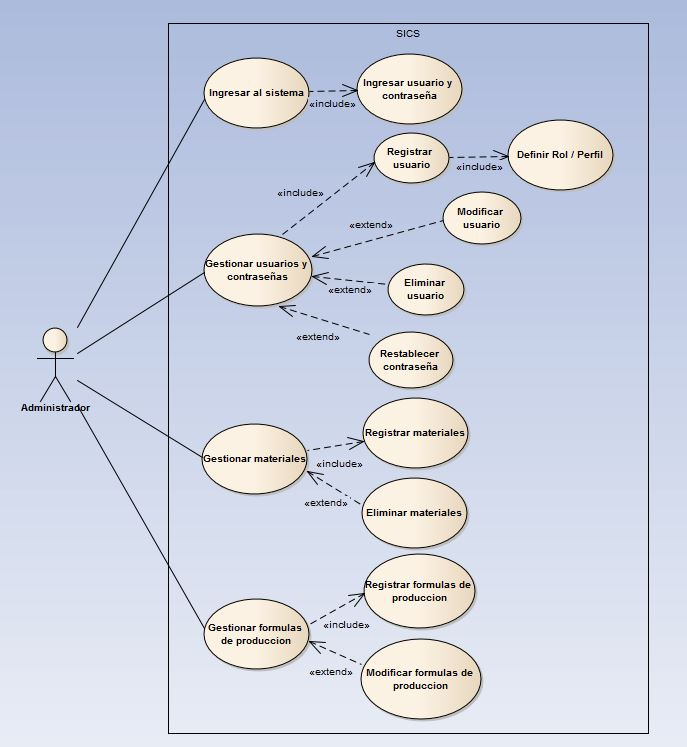 SICS
Ingresar al sistema
«include»
Ingresar usuario y
contraseña
Registrar
usuario
«include»
Definir Rol / Perfil
«include»
Modificar
usuario
«extend»
Gestionar usuarios y
contraseñas
Eliminar
usuario
«extend»
«extend»
Restablecer
contraseña
Administrador
Registrar materiales
Gestionar materiales
«include»
«extend»
Eliminar materiales
Registrar formulas de
produccion
Gestionar formulas
de produccion
«include»
«extend»
Modificar formulas de
produccion